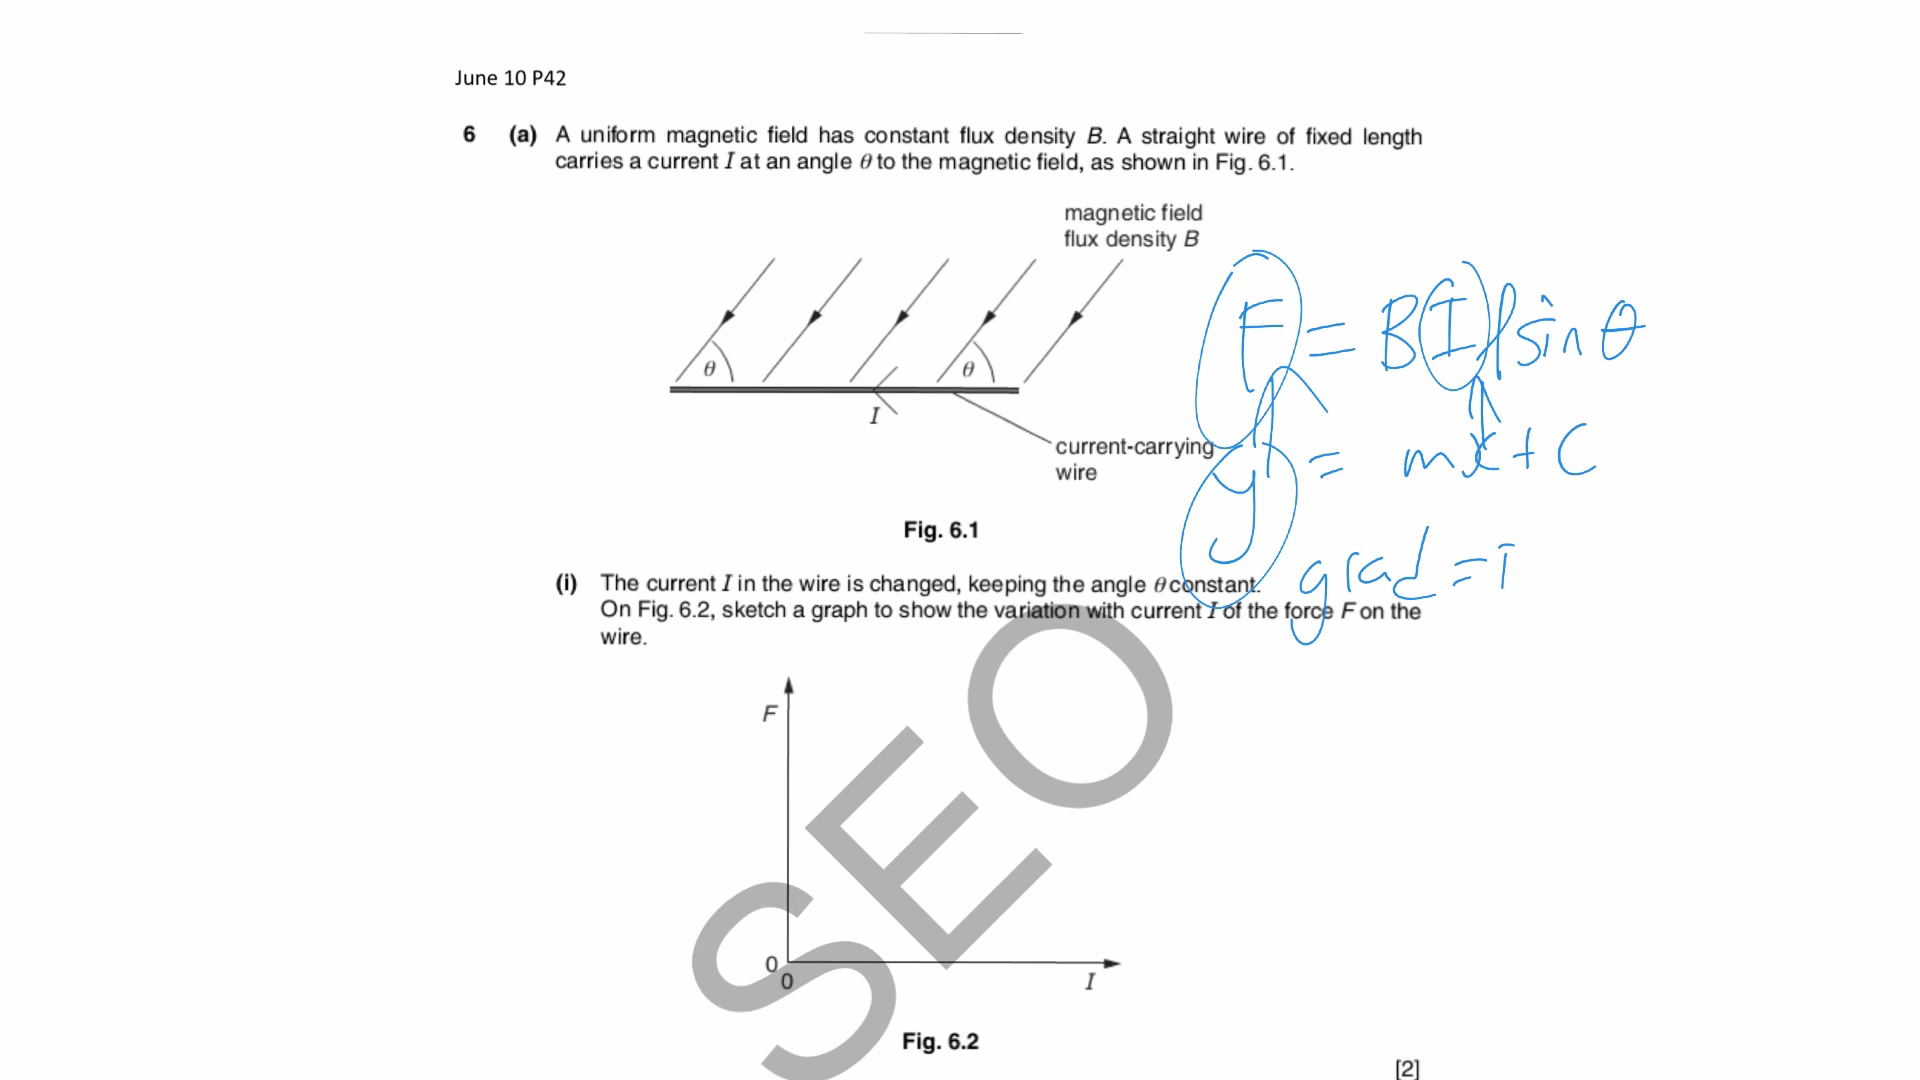 June 10 P42
6 (a) A uniform magnetic field has constant flux density B. A straight wire of fixed length
carries a current I at an angle θ to the magnetic field, as shown in Fig. 6.1.
magnetic field
flux density B
θ
θ
I
current-carrying
wire
F = BIlsinθ
y = mx + C
grad =
Fig. 6.1
(i) The current I in the wire is changed, keeping the angle θ constant.
On Fig. 6.2, sketch a graph to show the variation with current I of the force F on the
wire.
F
0
0
I
Fig. 6.2
[2]
SEO